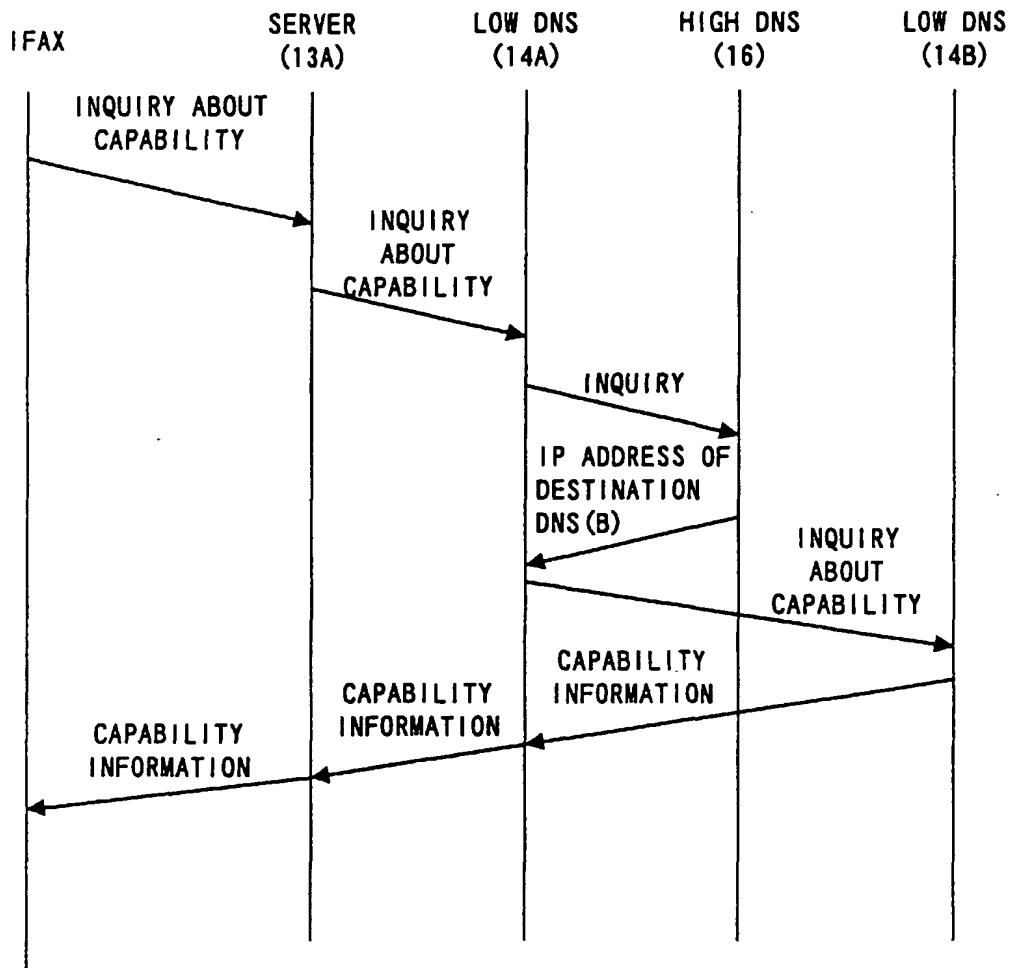 IFAX
SERVER
(13A)
LOW DNS
(14A)
HIGH DNS
(16)
LOW DNS
(14B)
INQUIRY ABOUT
CAPABILITY
INQUIRY
ABOUT
CAPABILITY
INQUIRY
IP ADDRESS OF
DESTINATION
DNS(B)
INQUIRY
ABOUT
CAPABILITY
CAPABILITY
INFORMATION
CAPABILITY
INFORMATION
CAPABILITY
INFORMATION